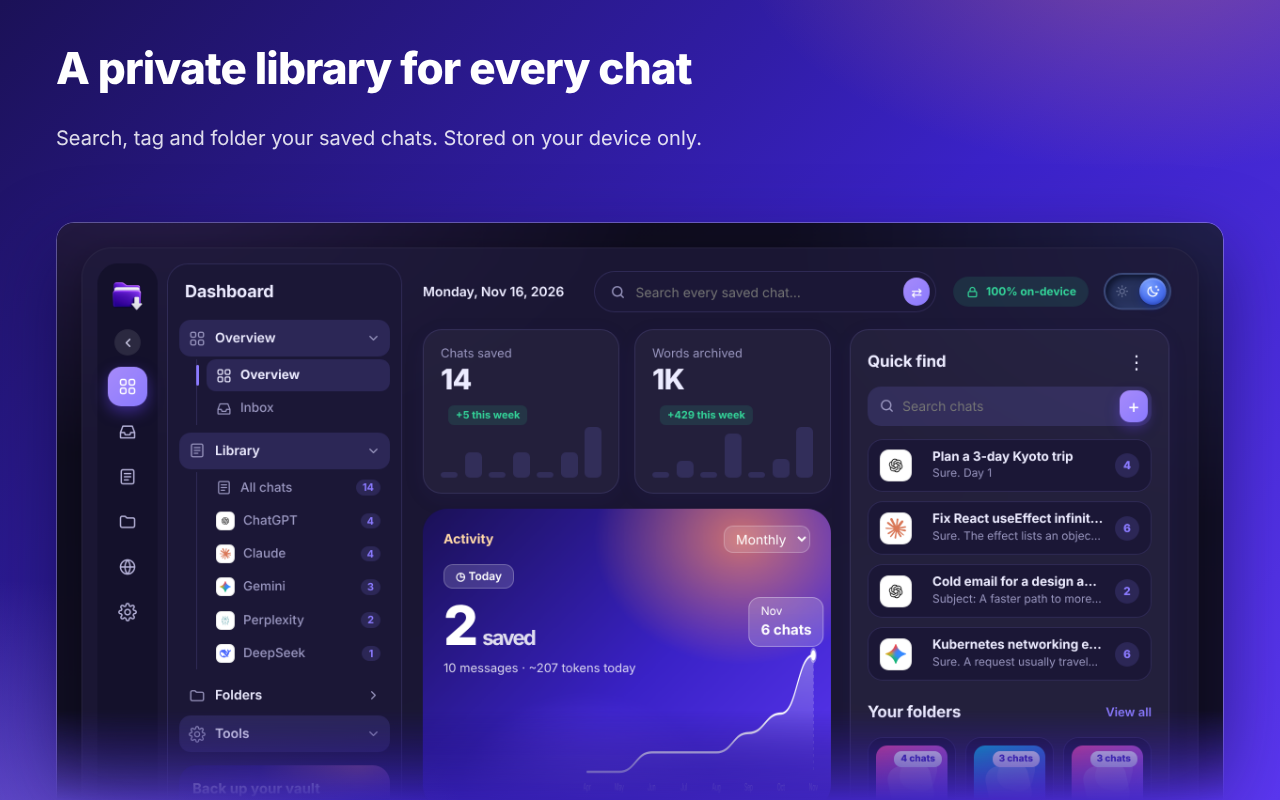 A private library for every chat
Search, tag and folder your saved chats. Stored on your device only.
Dashboard
Overview
Overview
Inbox
Library
All chats 14
ChatGPT 4
Claude 4
Gemini 3
Perplexity 2
DeepSeek 1
Folders
Tools
Back up your vault
Monday, Nov 16, 2026
Search every saved chat...
100% on-device
Chats saved
14
+5 this week
Words archived
1K
+429 this week
Activity
Monthly
Today
2 saved
10 messages · ~207 tokens today
Nov
6 chats
Quick find
Search chats
Plan a 3-day Kyoto trip
Sure. Day 1
4
Fix React useEffect infinit...
Sure. The effect lists an objec...
6
Cold email for a design a...
Subject: A faster path to more...
2
Kubernetes networking e...
Sure. A request usually travel...
6
Your folders
View all
4 chats
3 chats
3 chats